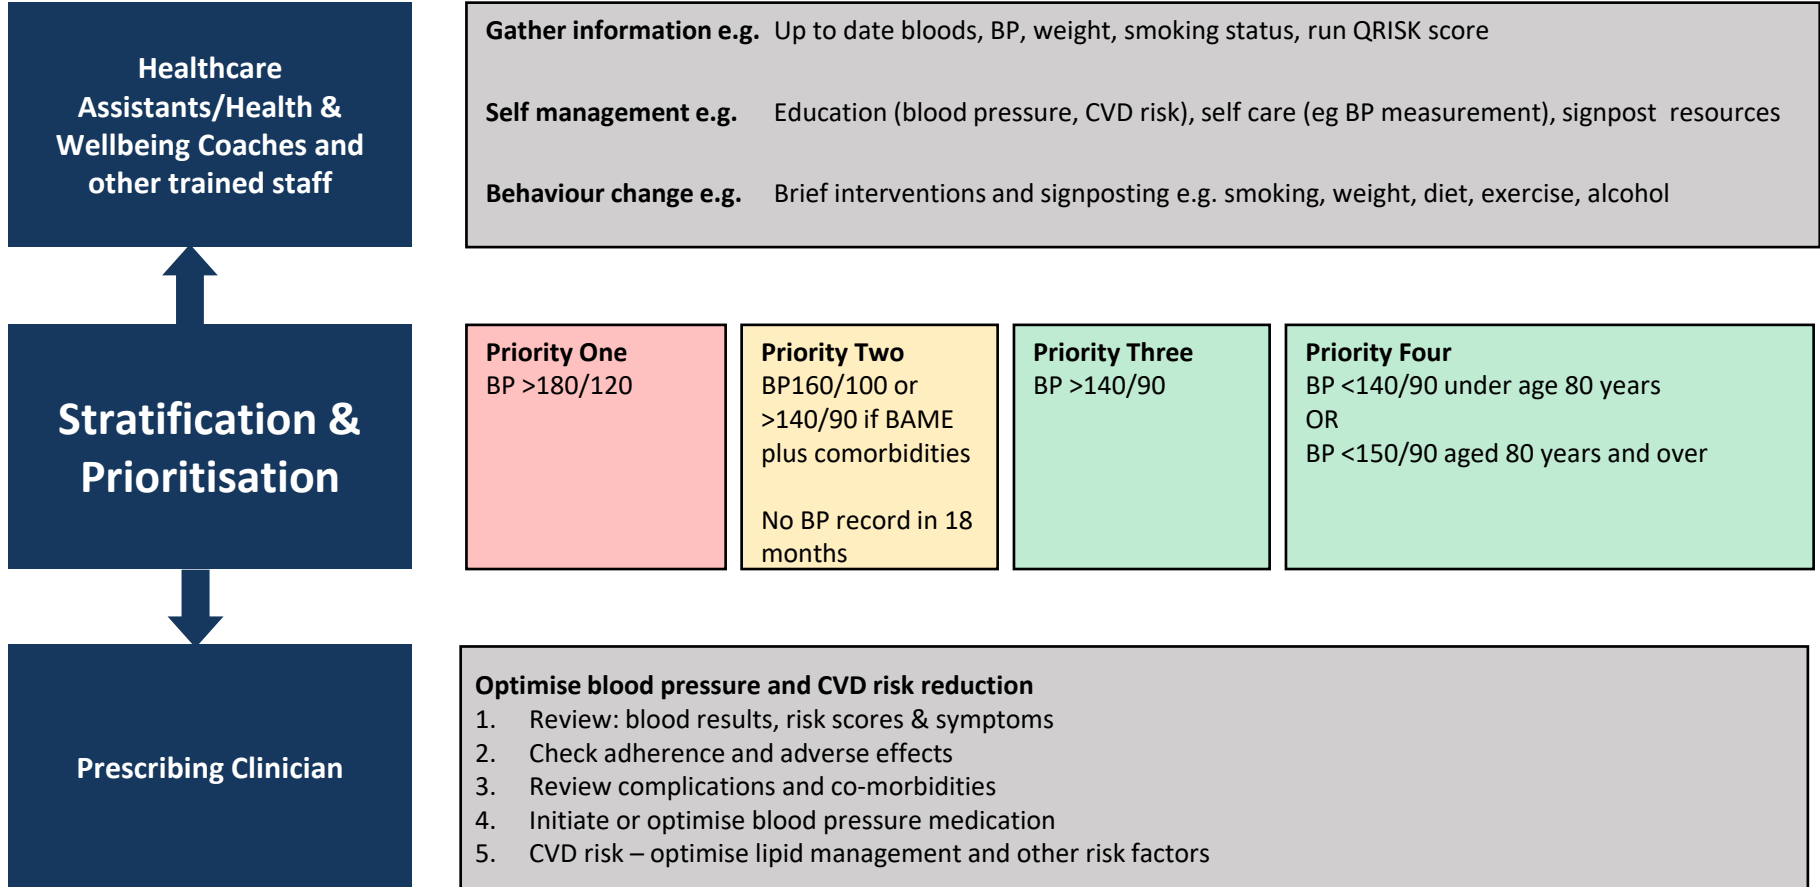 Healthcare
Assistants/Health &
Wellbeing Coaches and
other trained staff
Gather information e.g. Up to date bloods, BP, weight, smoking status, run QRISK score
Self management e.g. Education (blood pressure, CVD risk), self care (eg BP measurement), signpost resources
Behaviour change e.g. Brief interventions and signposting e.g. smoking, weight, diet, exercise, alcohol
Stratification &
Prioritisation
Priority One
BP >180/120
Priority Two
BP160/100 or
>140/90 if BAME
plus comorbidities
No BP record in 18
months
Priority Three
BP >140/90
Priority Four
BP <140/90 under age 80 years
OR
BP <150/90 aged 80 years and over
Prescribing Clinician
Optimise blood pressure and CVD risk reduction
1. Review: blood results, risk scores & symptoms
2. Check adherence and adverse effects
3. Review complications and co-morbidities
4. Initiate or optimise blood pressure medication
5. CVD risk – optimise lipid management and other risk factors